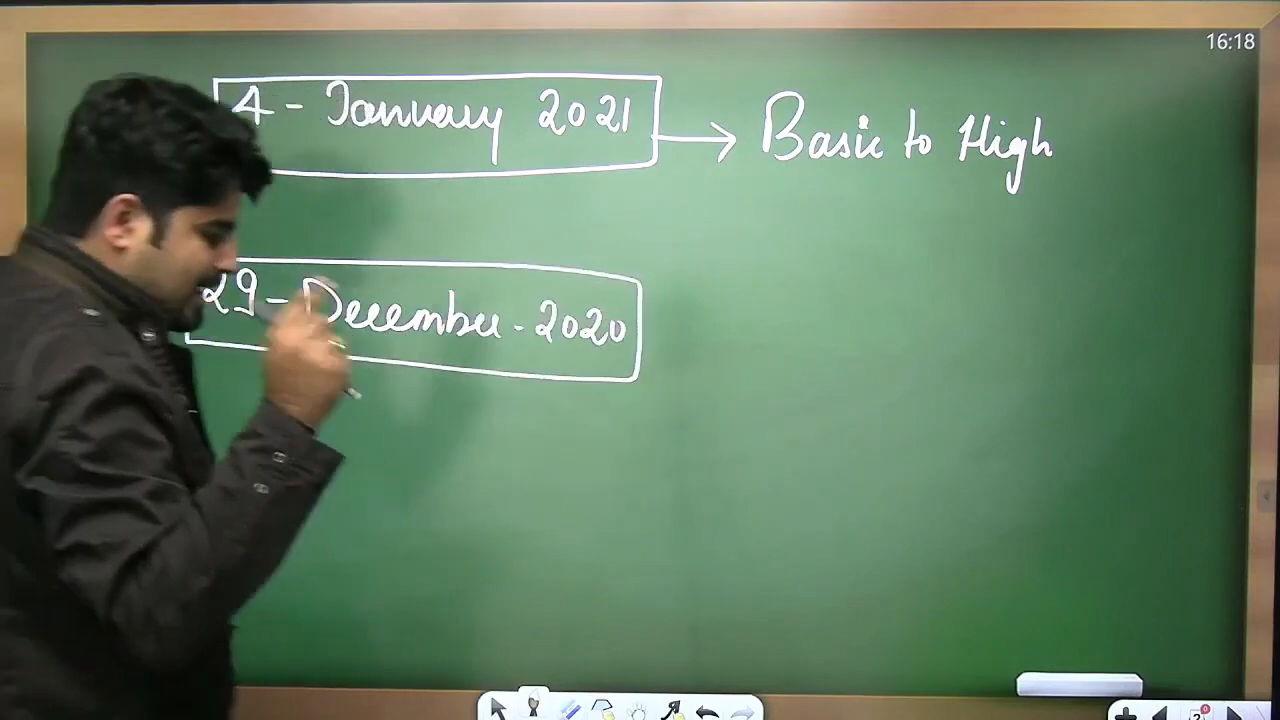 16:18
4 - January 2021 → Basic to High
29 - December - 2020